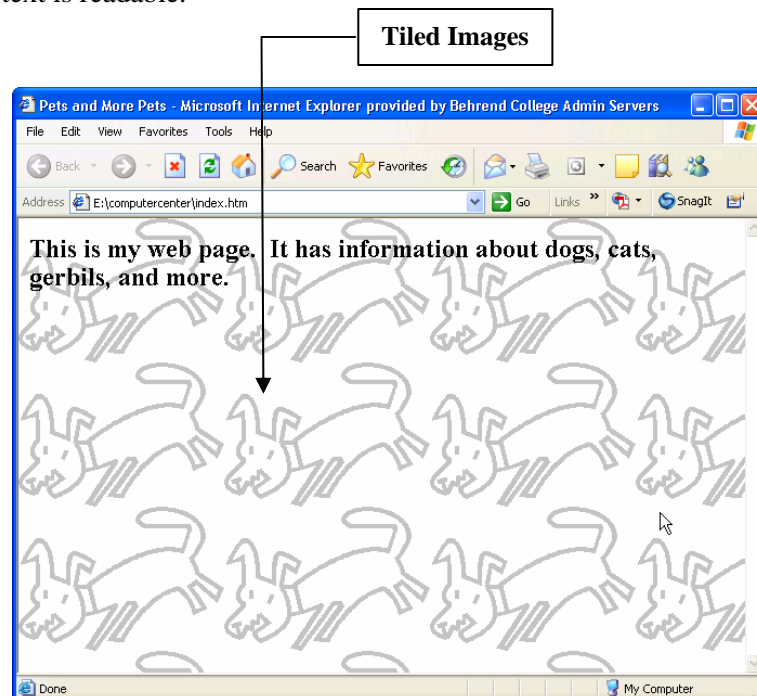 text is readable.
Tiled Images
Pets and More Pets - Microsoft Internet Explorer provided by Behrend College Admin Servers
File Edit View Favorites Tools Help
Back Search Favorites
Address E:\computercenter\index.htm Go Links » SnagIt
This is my web page. It has information about dogs, cats,
gerbils, and more.
Done My Computer